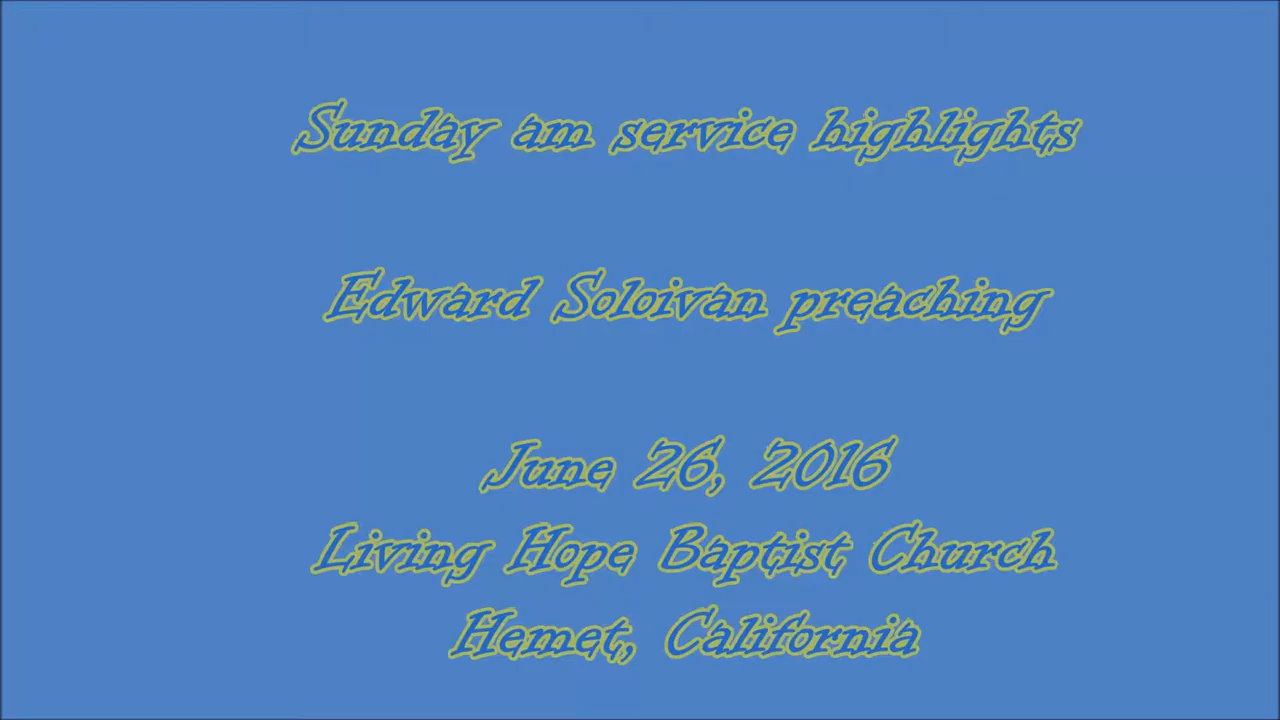 Sunday am service highlights
Edward Soloivan preaching
June 26, 2016
Living Hope Baptist Church
Hemet, California